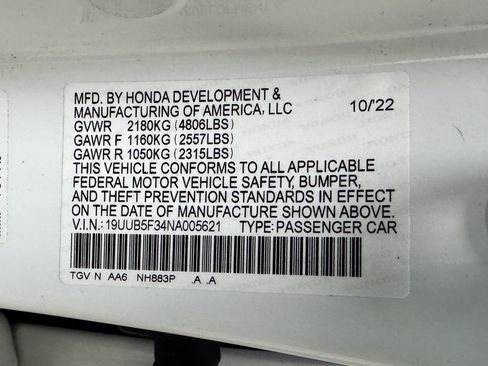 MFD. BY HONDA DEVELOPMENT &
MANUFACTURING OF AMERICA, LLC 10/'22
GVWR 2180KG (4806LBS)
GAWR F 1160KG (2557LBS)
GAWR R 1050KG (2315LBS)
THIS VEHICLE CONFORMS TO ALL APPLICABLE
FEDERAL MOTOR VEHICLE SAFETY, BUMPER,
AND THEFT PREVENTION STANDARDS IN EFFECT
ON THE DATE OF MANUFACTURE SHOWN ABOVE.
V.I.N.: 19UUB5F34NA005621 TYPE: PASSENGER CAR
TGV N AA6 NH883P .A .A